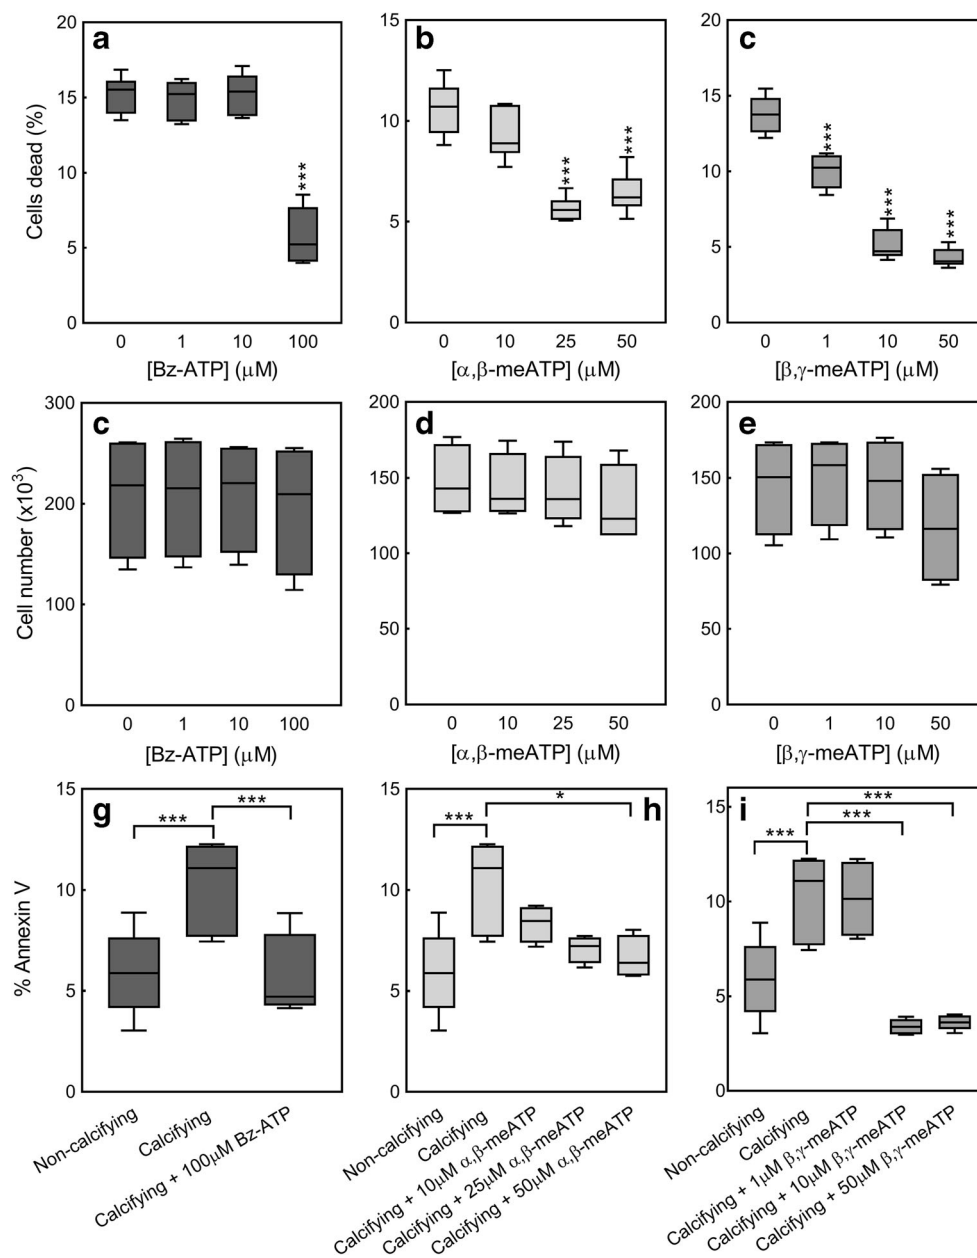 a
Cells dead (%)
20
15
10
5
0
***
0 1 10 100
[Bz-ATP] (μM)
b
15
10
5
0
***
***
0 10 25 50
[α,β-meATP] (μM)
c
20
15
10
5
0
***
***
***
0 1 10 50
[β,γ-meATP] (μM)
c
Cell number (x10³)
300
200
100
0
0 1 10 100
[Bz-ATP] (μM)
d
200
150
100
50
0
0 10 25 50
[α,β-meATP] (μM)
e
200
150
100
50
0
0 1 10 50
[β,γ-meATP] (μM)
g
% Annexin V
15
10
5
0
***
***
Non-calcifying
Calcifying
Calcifying + 100μM Bz-ATP
h
15
10
5
0
***
*
Non-calcifying
Calcifying
Calcifying + 10μM α,β-meATP
Calcifying + 25μM α,β-meATP
Calcifying + 50μM α,β-meATP
i
15
10
5
0
***
***
***
Non-calcifying
Calcifying
Calcifying + 1μM β,γ-meATP
Calcifying + 10μM β,γ-meATP
Calcifying + 50μM β,γ-meATP